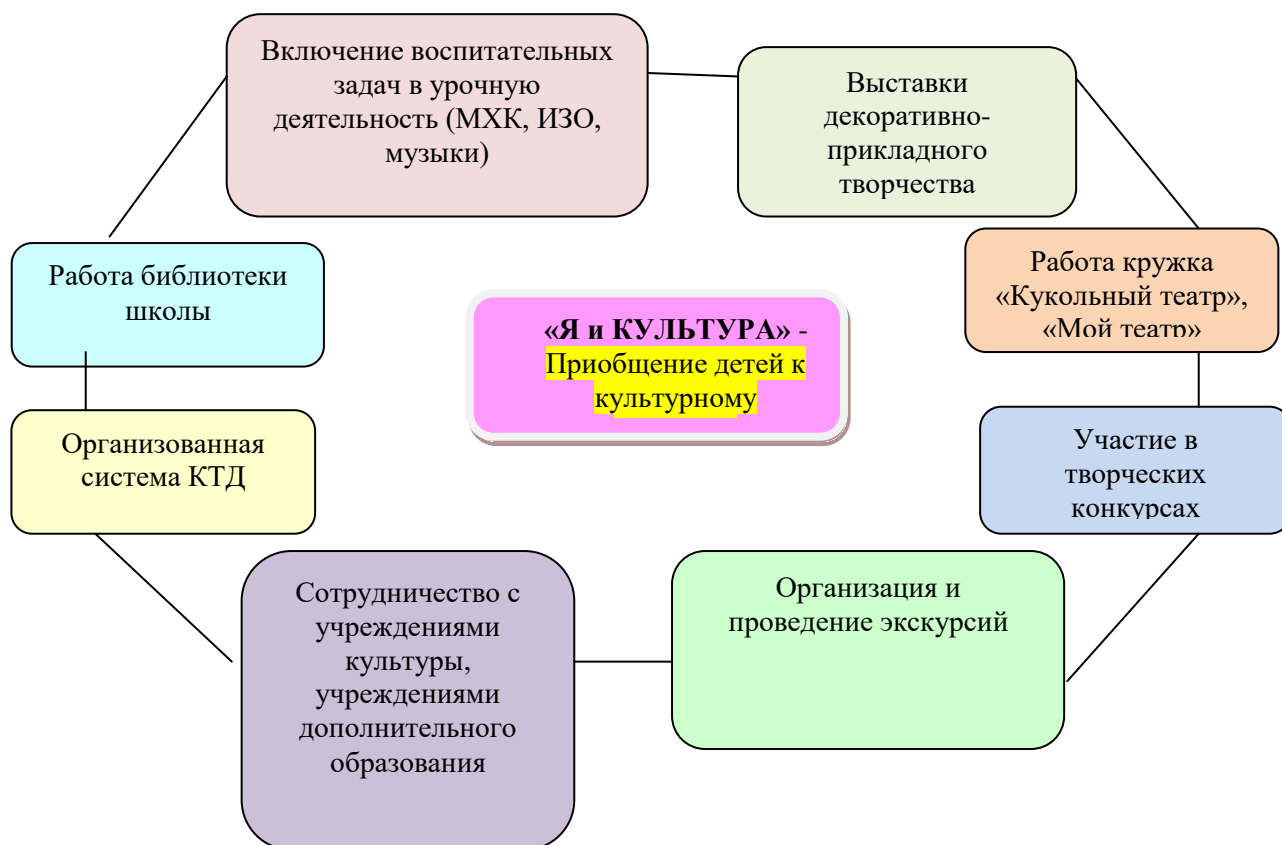 Включение воспитательных
задач в урочную
деятельность (МХК, ИЗО,
музыки)
Выставки
декоративно-
прикладного
творчества
Работа библиотеки
школы
«Я и КУЛЬТУРА» -
Приобщение детей к
культурному
Работа кружка
«Кукольный театр»,
«Мой театр»
Организованная
система КТД
Участие в
творческих
конкурсах
Сотрудничество с
учреждениями
культуры,
учреждениями
дополнительного
образования
Организация и
проведение экскурсий